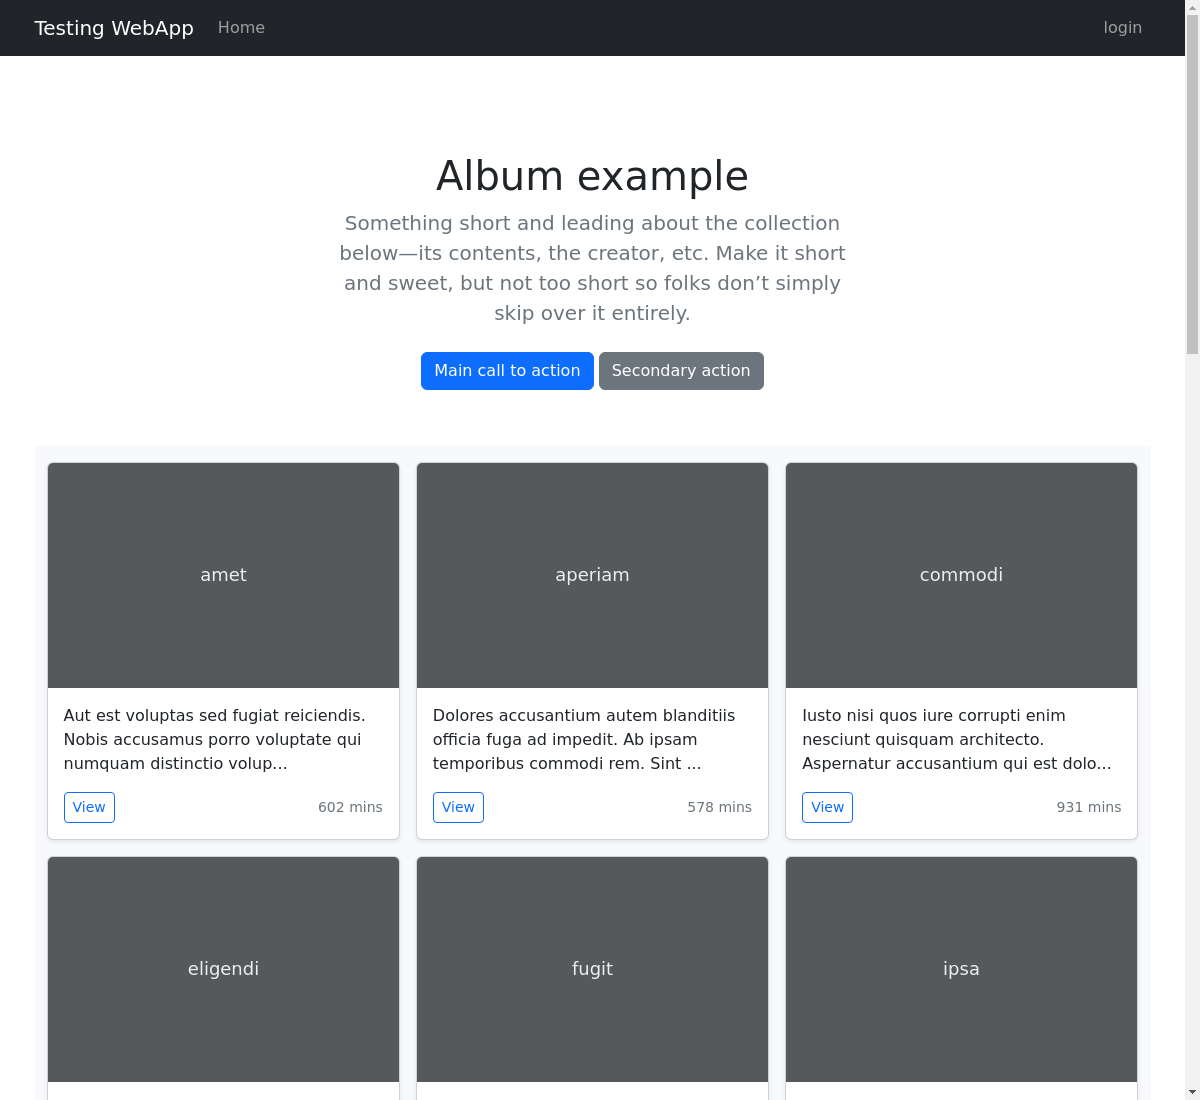 Testing WebApp Home login
Album example
Something short and leading about the collection
below—its contents, the creator, etc. Make it short
and sweet, but not too short so folks don’t simply
skip over it entirely.
Main call to action Secondary action
amet
aperiam
commodi
Aut est voluptas sed fugiat reiciendis.
Nobis accusamus porro voluptate qui
numquam distinctio volup...
View 602 mins
Dolores accusantium autem blanditiis
officia fuga ad impedit. Ab ipsam
temporibus commodi rem. Sint ...
View 578 mins
Iusto nisi quos iure corrupti enim
nesciunt quisquam architecto.
Aspernatur accusantium qui est dolo...
View 931 mins
eligendi
fugit
ipsa